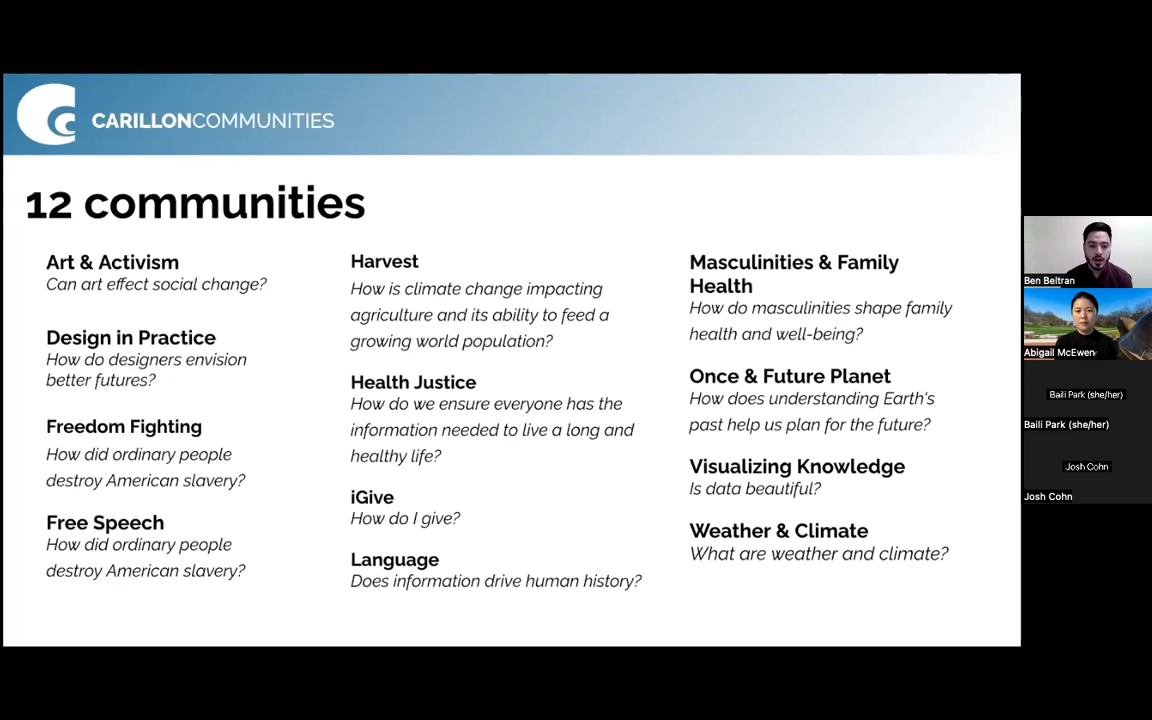 CARILLONCOMMUNITIES
12 communities
Art & Activism
Can art effect social change?
Design in Practice
How do designers envision
better futures?
Freedom Fighting
How did ordinary people
destroy American slavery?
Free Speech
How did ordinary people
destroy American slavery?
Harvest
How is climate change impacting
agriculture and its ability to feed a
growing world population?
Health Justice
How do we ensure everyone has the
information needed to live a long and
healthy life?
iGive
How do I give?
Language
Does information drive human history?
Masculinities & Family
Health
How do masculinities shape family
health and well-being?
Once & Future Planet
How does understanding Earth's
past help us plan for the future?
Visualizing Knowledge
Is data beautiful?
Weather & Climate
What are weather and climate?
Ben Beltran
Abigail McEwen
Baili Park (she/her)
Baili Park (she/her)
Josh Cohn
Josh Cohn